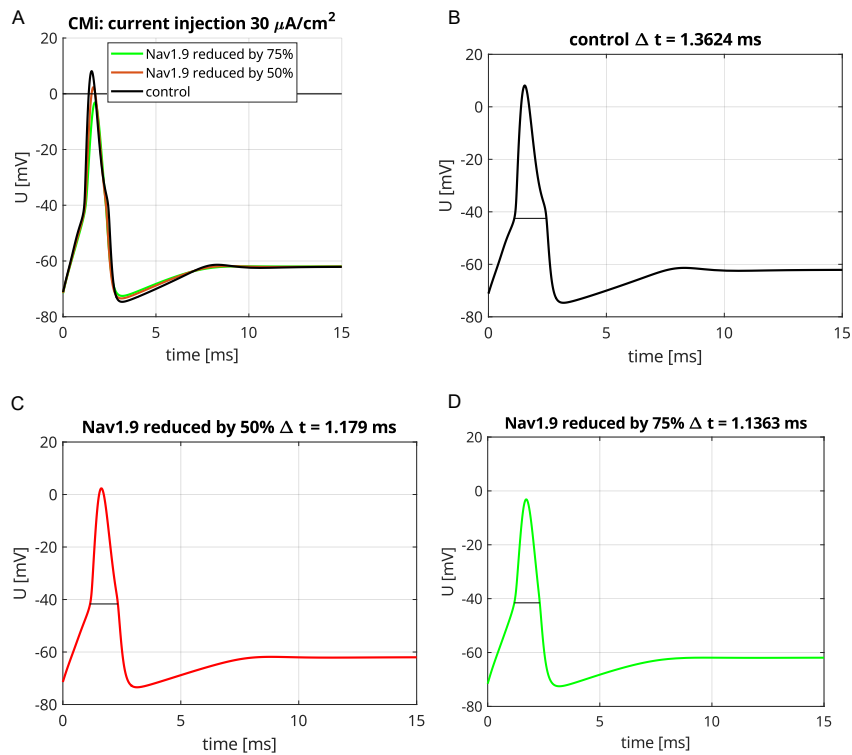 A
CMi: current injection 30 μA/cm²
20
0
-20
-40
-60
-80
U [mV]
Nav1.9 reduced by 75%
Nav1.9 reduced by 50%
control
0
5
10
15
time [ms]
B
control Δ t = 1.3624 ms
20
0
-20
-40
-60
-80
U [mV]
0
5
10
15
time [ms]
C
Nav1.9 reduced by 50% Δ t = 1.179 ms
20
0
-20
-40
-60
-80
U [mV]
0
5
10
15
time [ms]
D
Nav1.9 reduced by 75% Δ t = 1.1363 ms
20
0
-20
-40
-60
-80
U [mV]
0
5
10
15
time [ms]